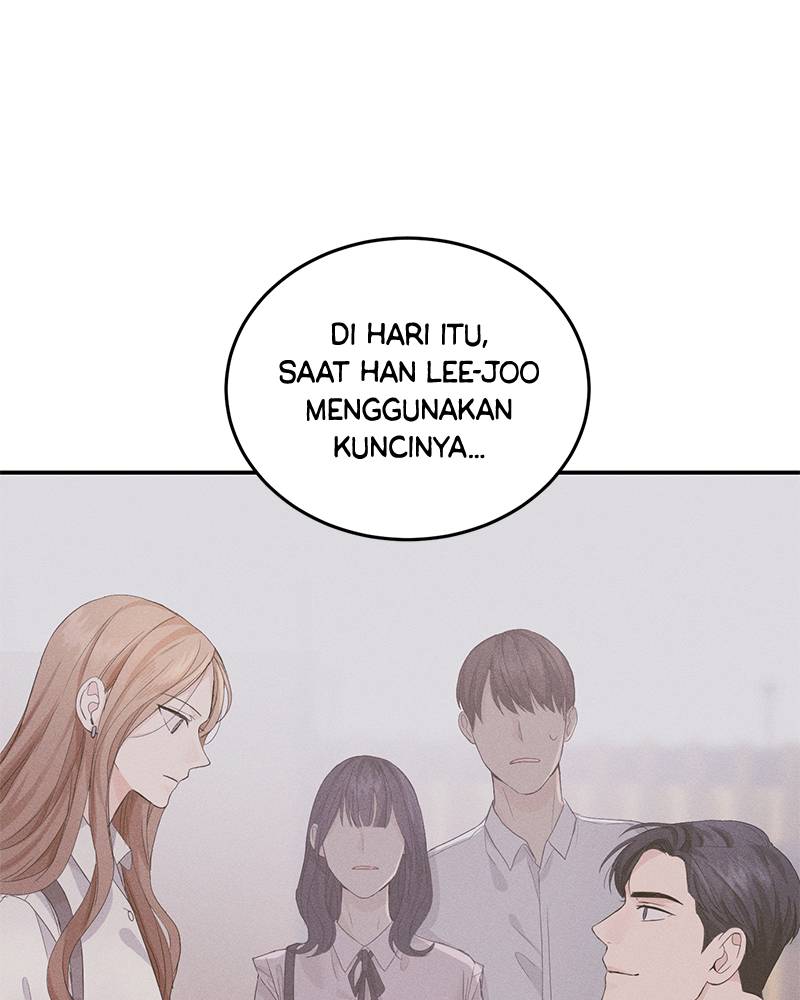 DI HARI ITU,
SAAT HAN LEE-JOO
MENGGUNAKAN
KUNCINYA...